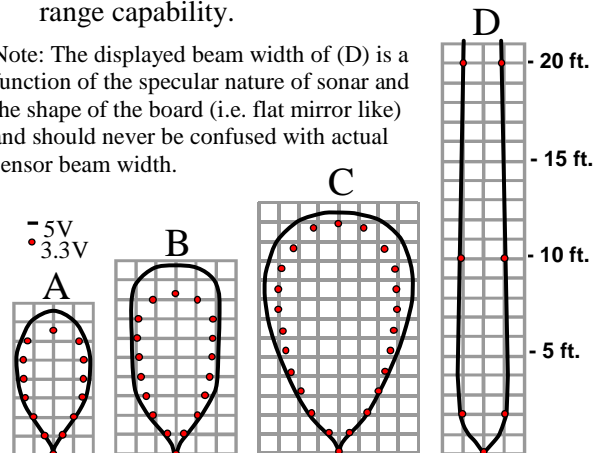 range capability.
Note: The displayed beam width of (D) is a
function of the specular nature of sonar and
the shape of the board (i.e. flat mirror like)
and should never be confused with actual
sensor beam width.
D
- 20 ft.
- 15 ft.
- 10 ft.
- 5 ft.
C
B
A
5V
3.3V